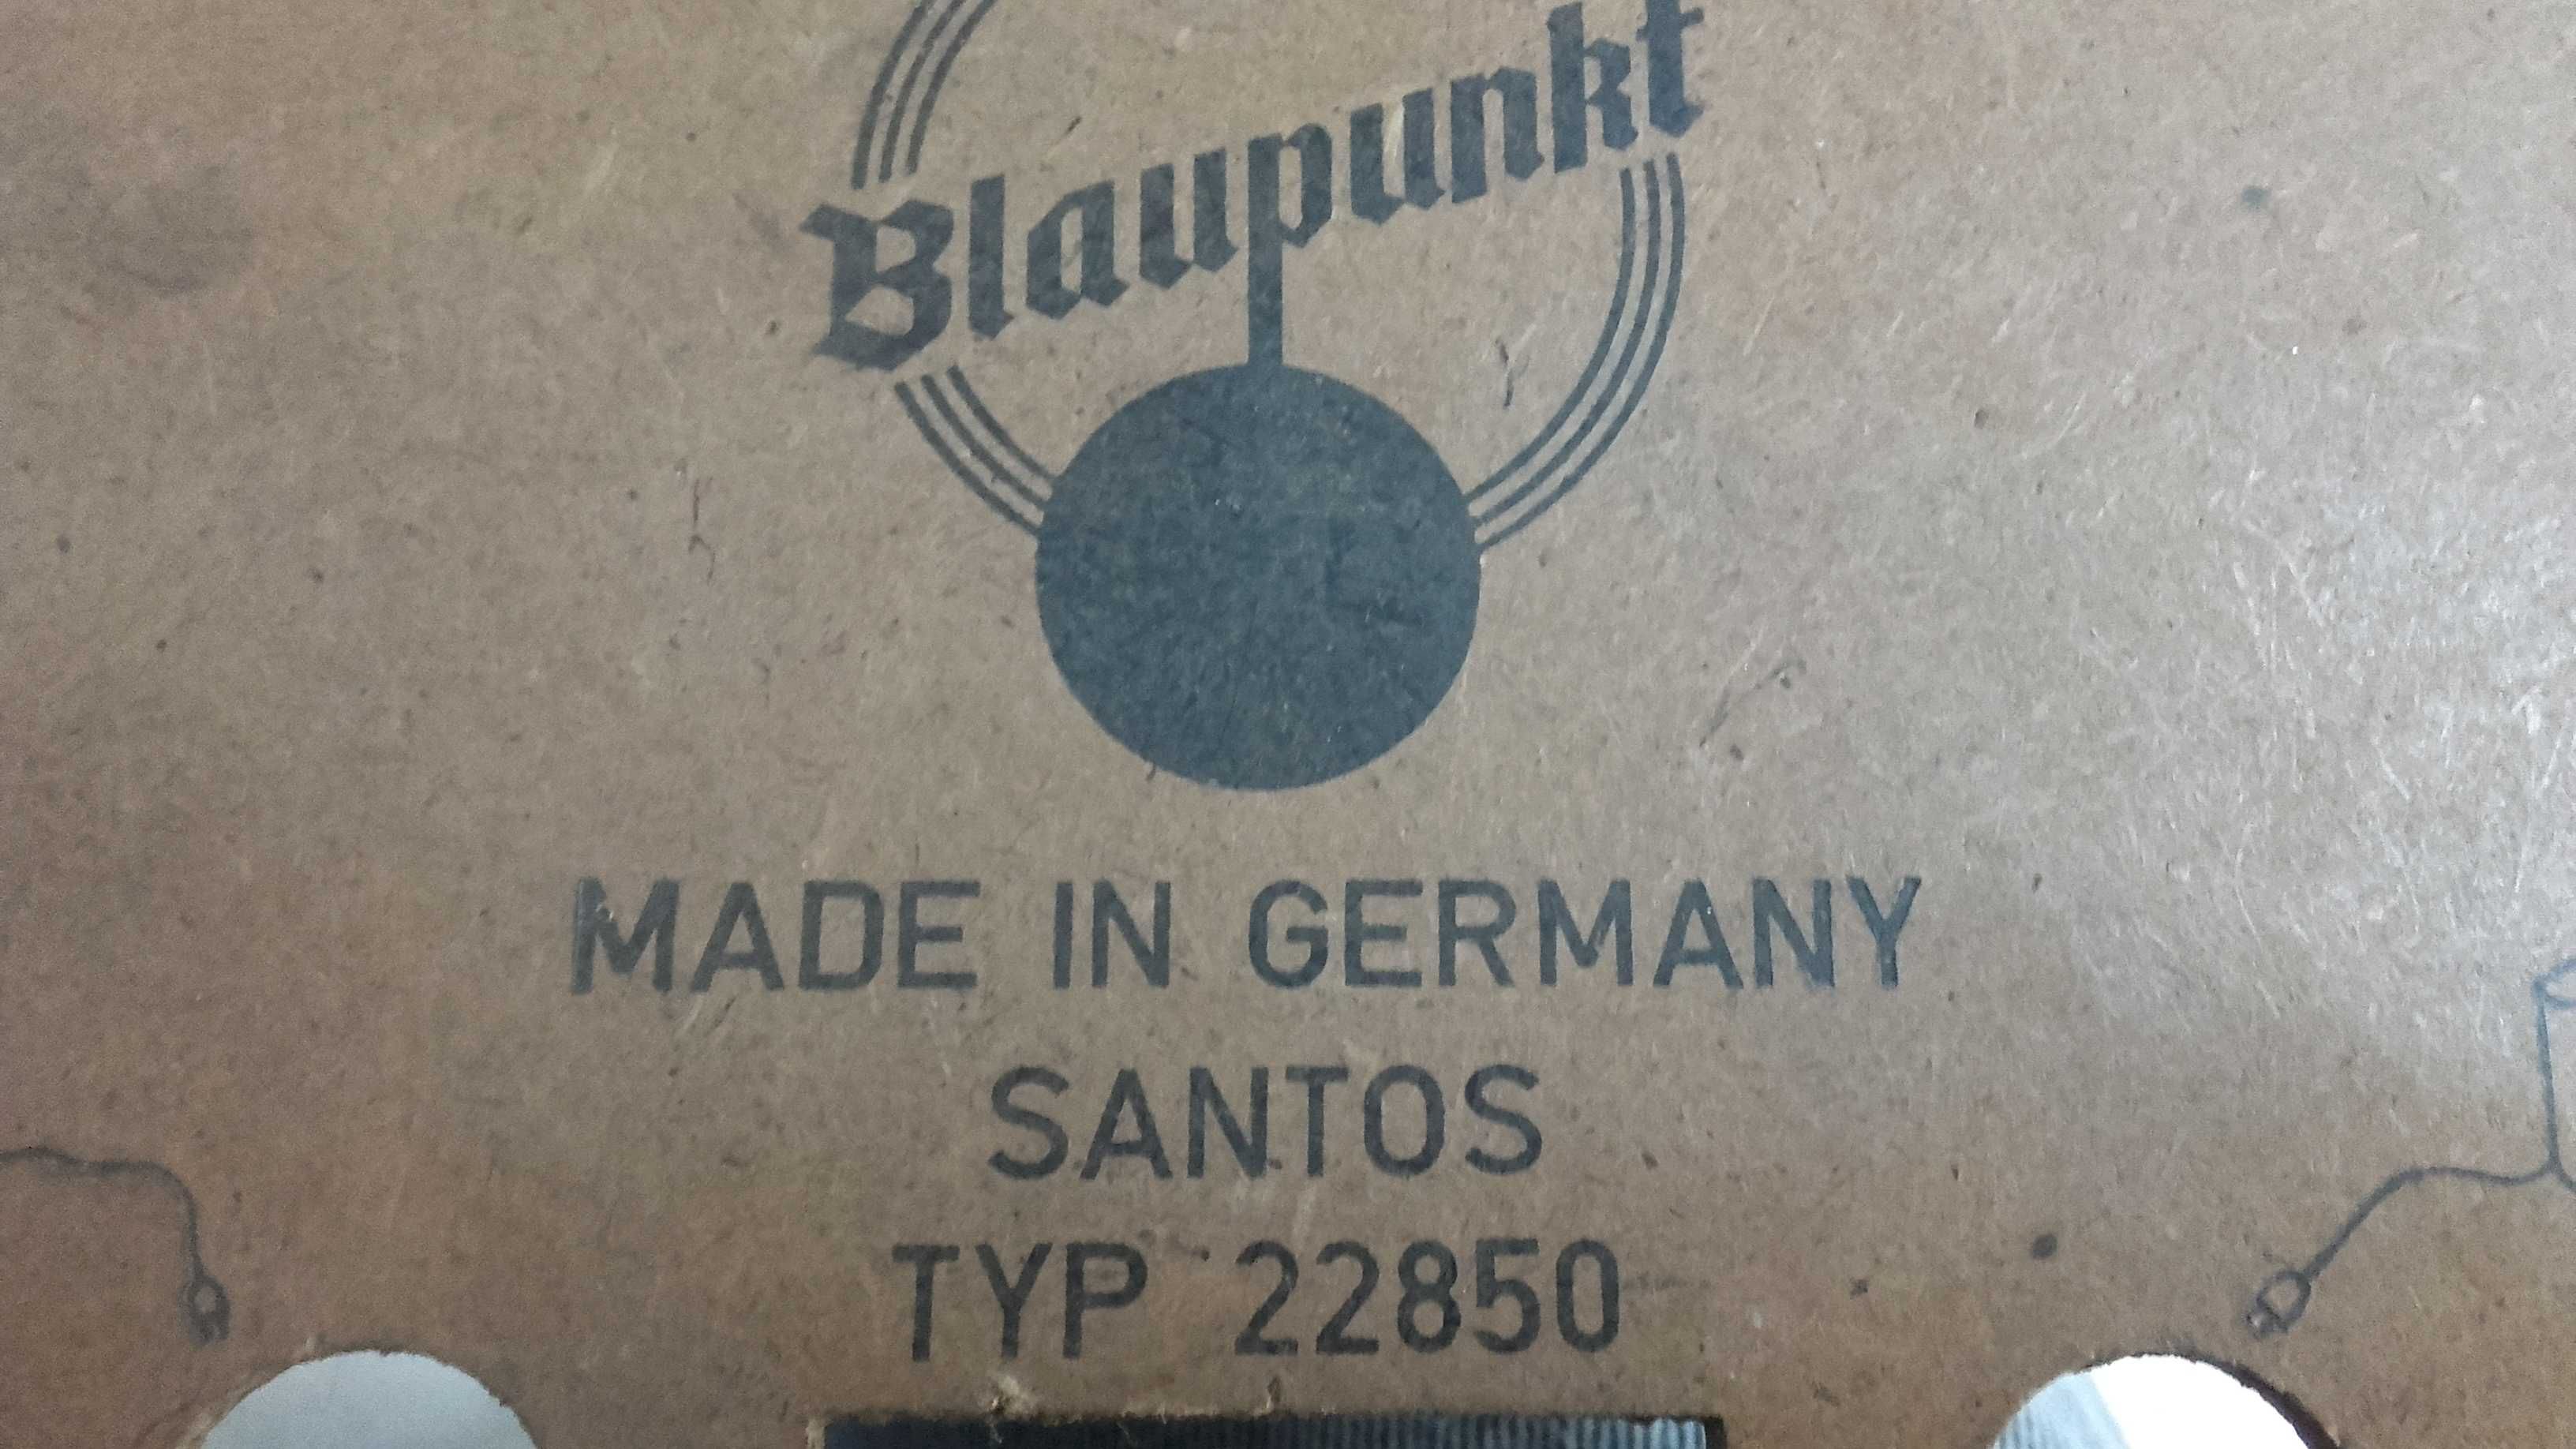 Blaupunkt
MADE IN GERMANY
SANTOS
TYP 22850